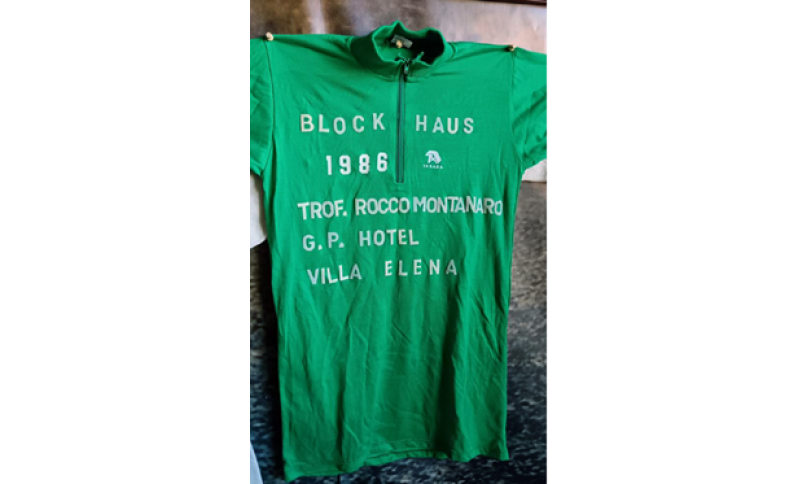 BLOCK HAUS
1986
TROF. ROCCO MONTANARO
G.P. HOTEL
VILLA ELENA